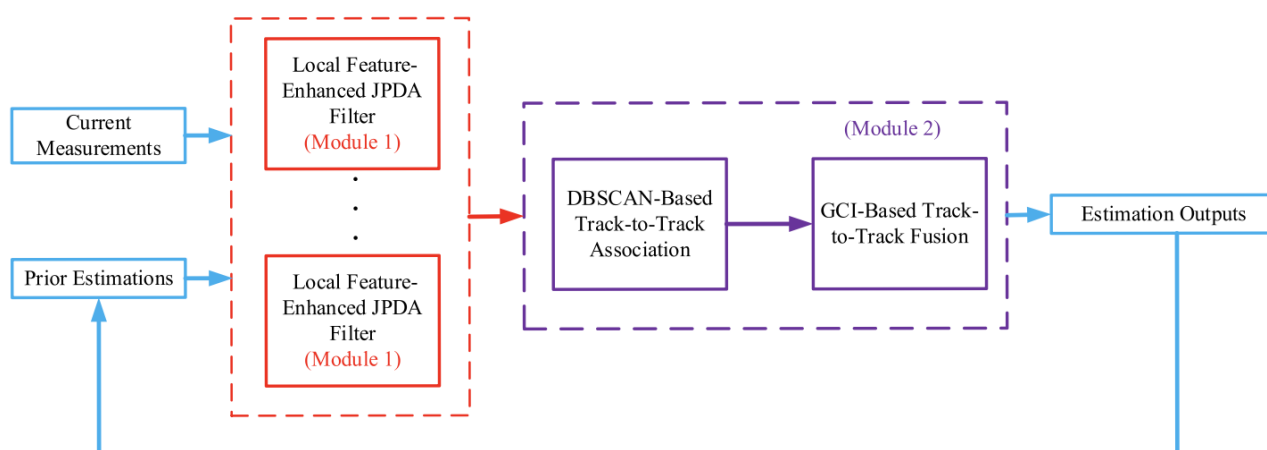 Current
Measurements
Prior Estimations
Local Feature-
Enhanced JPDA
Filter
(Module 1)
Local Feature-
Enhanced JPDA
Filter
(Module 1)
(Module 2)
DBSCAN-Based
Track-to-Track
Association
GCI-Based Track-
to-Track Fusion
Estimation Outputs